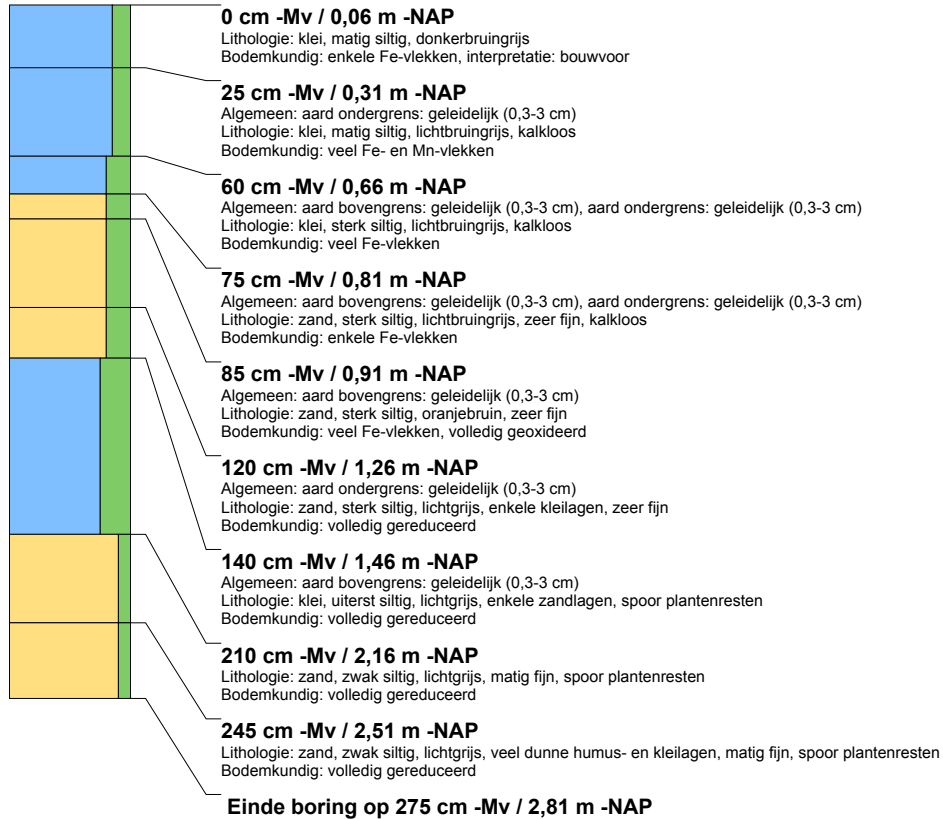 0 cm -Mv / 0,06 m -NAP
Lithologie: klei, matig siltig, donkerbruingrijs
Bodemkundig: enkele Fe-vlekken, interpretatie: bouwvoor
25 cm -Mv / 0,31 m -NAP
Algemeen: aard ondergrens: geleidelijk (0,3-3 cm)
Lithologie: klei, matig siltig, lichtbruingrijs, kalkloos
Bodemkundig: veel Fe- en Mn-vlekken
60 cm -Mv / 0,66 m -NAP
Algemeen: aard bovengrens: geleidelijk (0,3-3 cm), aard ondergrens: geleidelijk (0,3-3 cm)
Lithologie: klei, sterk siltig, lichtbruingrijs, kalkloos
Bodemkundig: veel Fe-vlekken
75 cm -Mv / 0,81 m -NAP
Algemeen: aard bovengrens: geleidelijk (0,3-3 cm), aard ondergrens: geleidelijk (0,3-3 cm)
Lithologie: zand, sterk siltig, lichtbruingrijs, zeer fijn, kalkloos
Bodemkundig: enkele Fe-vlekken
85 cm -Mv / 0,91 m -NAP
Algemeen: aard bovengrens: geleidelijk (0,3-3 cm)
Lithologie: zand, sterk siltig, oranjebruin, zeer fijn
Bodemkundig: veel Fe-vlekken, volledig geoxideerd
120 cm -Mv / 1,26 m -NAP
Algemeen: aard ondergrens: geleidelijk (0,3-3 cm)
Lithologie: zand, sterk siltig, lichtgrijs, enkele kleilagen, zeer fijn
Bodemkundig: volledig gereduceerd
140 cm -Mv / 1,46 m -NAP
Algemeen: aard bovengrens: geleidelijk (0,3-3 cm)
Lithologie: klei, uiterst siltig, lichtgrijs, enkele zandlagen, spoor plantenresten
Bodemkundig: volledig gereduceerd
210 cm -Mv / 2,16 m -NAP
Lithologie: zand, zwak siltig, lichtgrijs, matig fijn, spoor plantenresten
Bodemkundig: volledig gereduceerd
245 cm -Mv / 2,51 m -NAP
Lithologie: zand, zwak siltig, lichtgrijs, veel dunne humus- en kleilagen, matig fijn, spoor plantenresten
Bodemkundig: volledig gereduceerd
Einde boring op 275 cm -Mv / 2,81 m -NAP